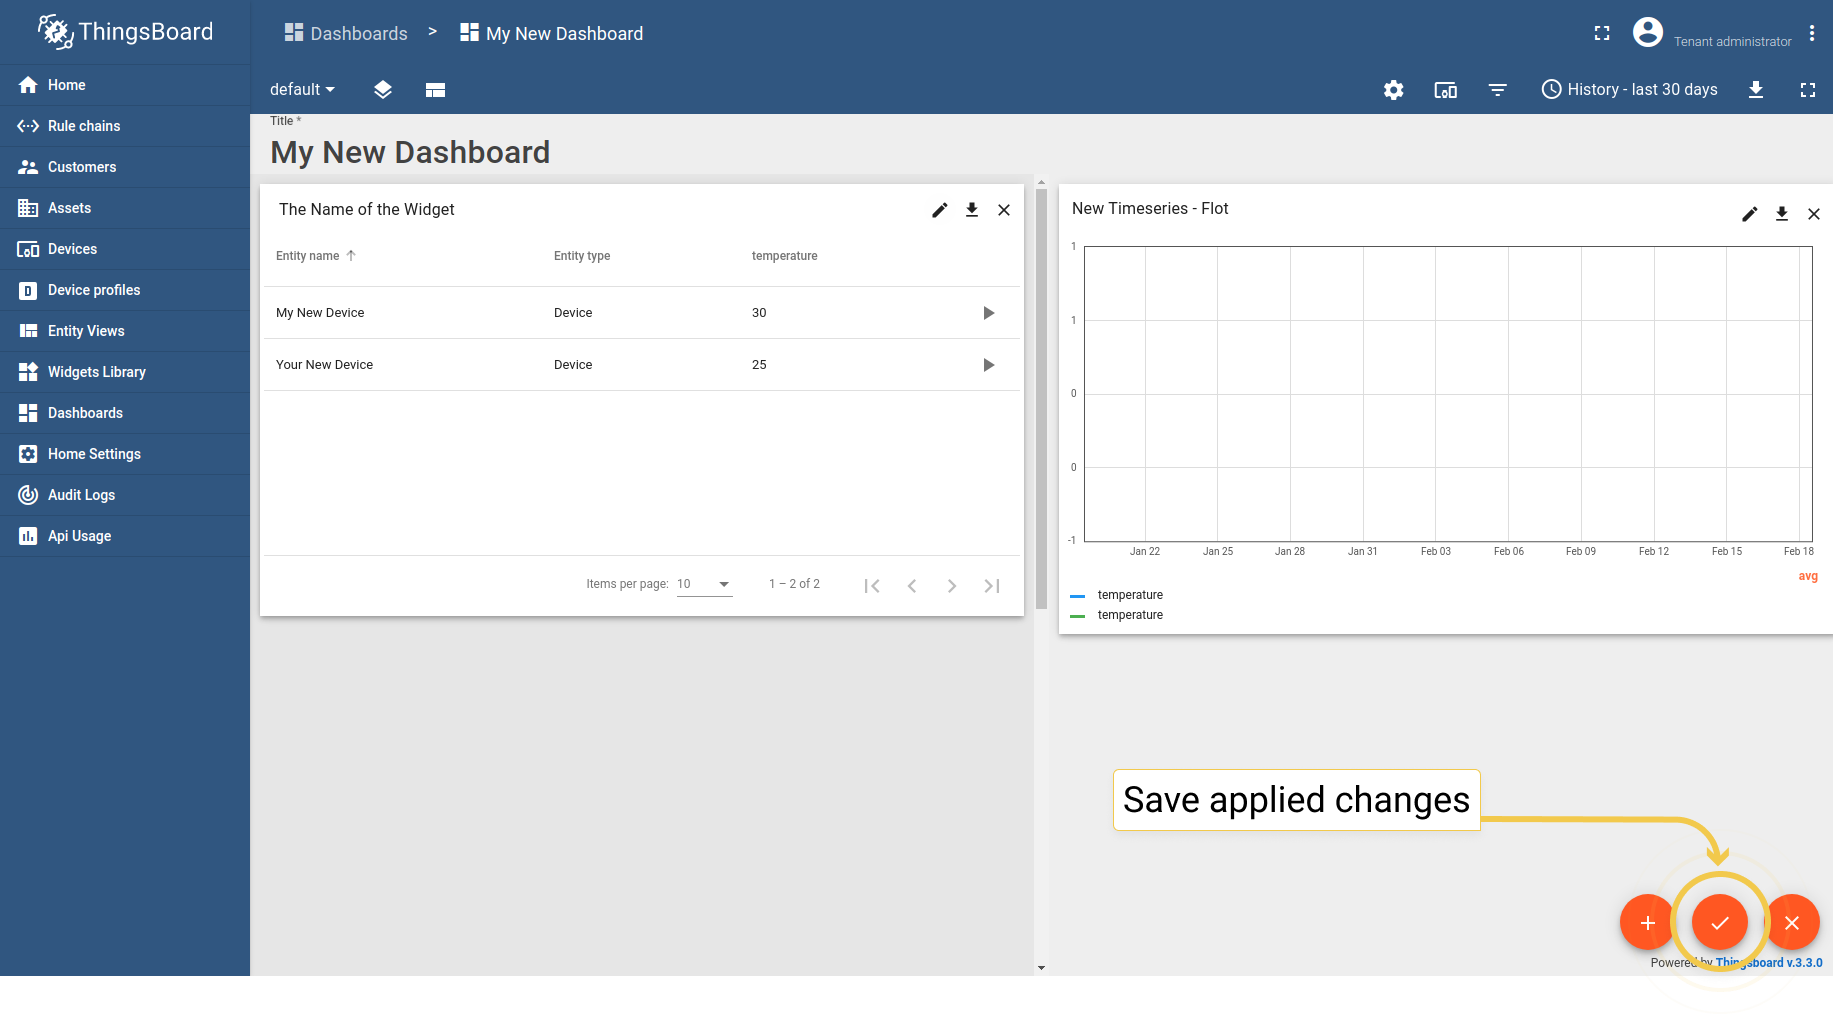 ThingsBoard
Dashboards > My New Dashboard
Tenant administrator
Home
Rule chains
Customers
Assets
Devices
Device profiles
Entity Views
Widgets Library
Dashboards
Home Settings
Audit Logs
Api Usage
default
History - last 30 days
Title *
My New Dashboard
The Name of the Widget
Entity name Entity type temperature
My New Device Device 30
Your New Device Device 25
Items per page: 10 1 – 2 of 2
New Timeseries - Flot
1
1
0
0
-1
Jan 22 Jan 25 Jan 28 Jan 31 Feb 03 Feb 06 Feb 09 Feb 12 Feb 15 Feb 18
avg
temperature
temperature
Save applied changes
Powered by Thingsboard v.3.3.0